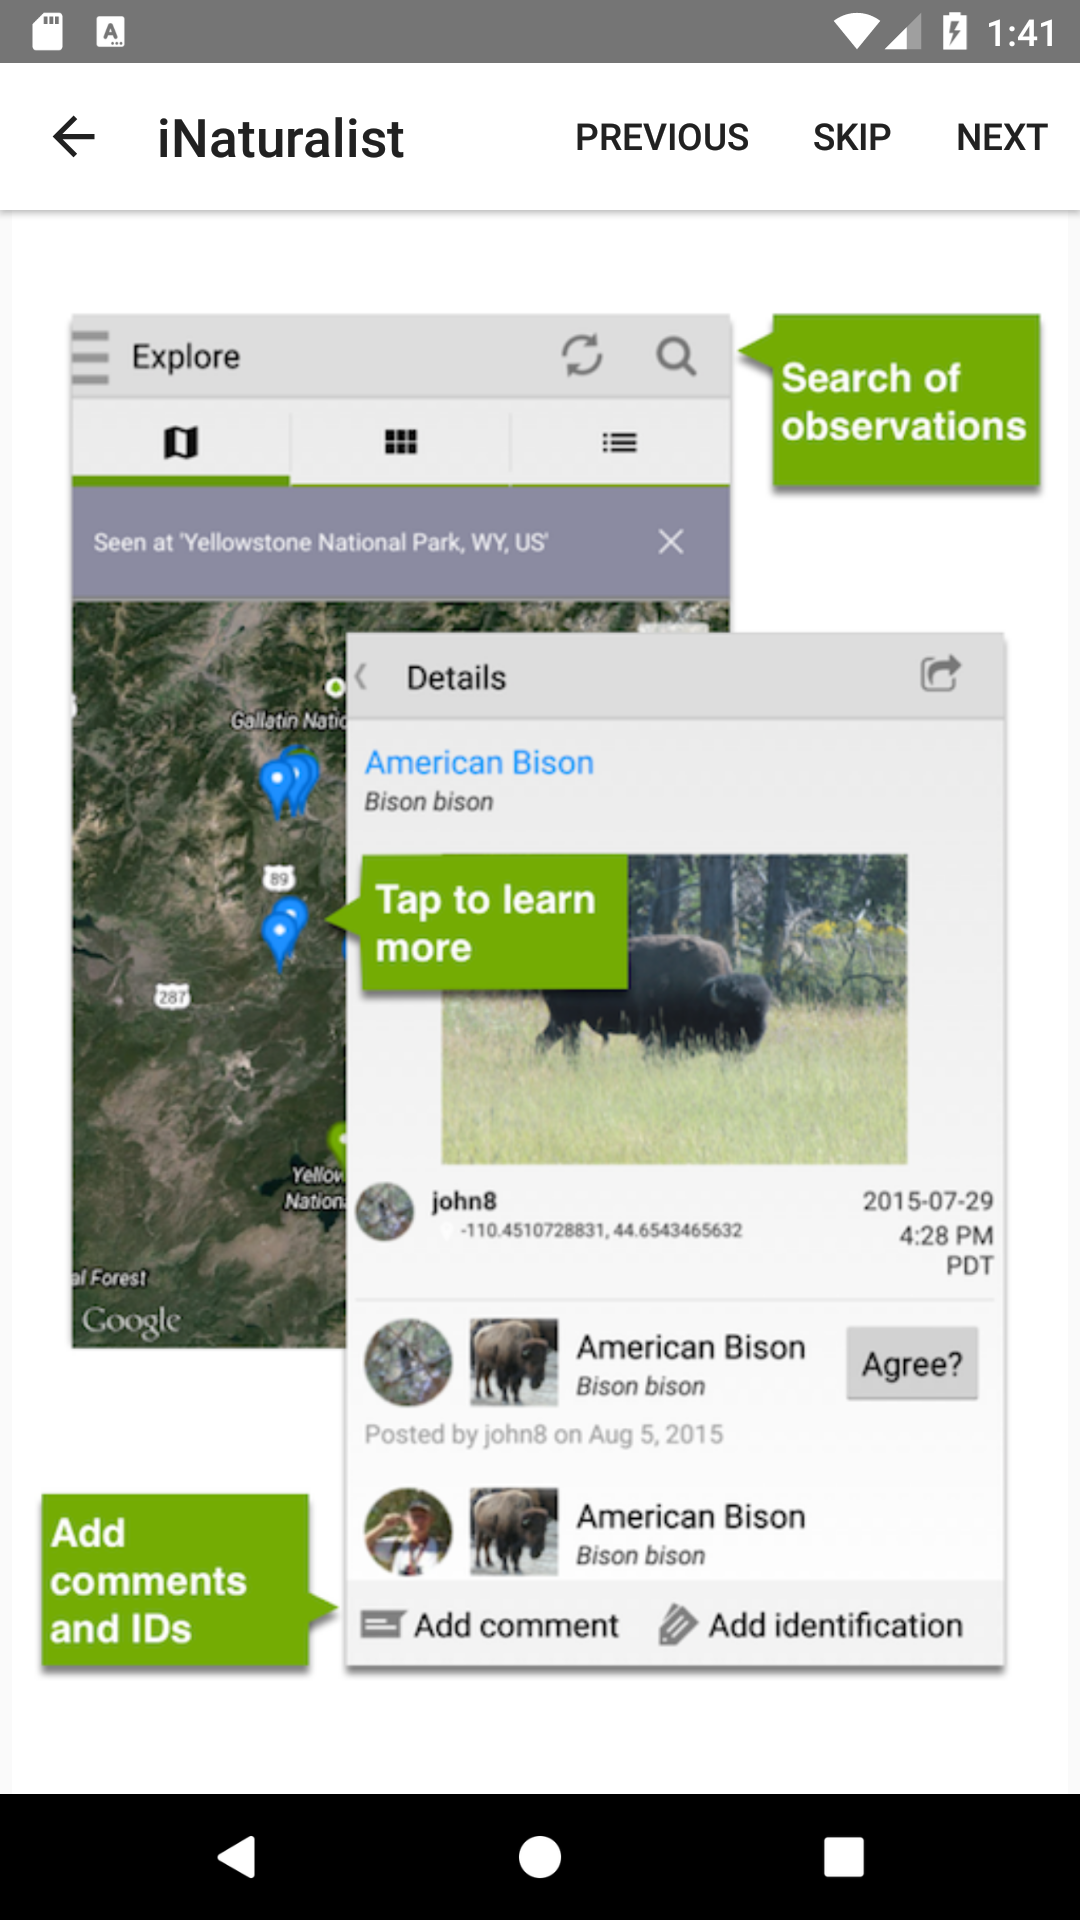 1:41
iNaturalist
PREVIOUS
SKIP
NEXT
Explore
Search of
observations
Seen at 'Yellowstone National Park, WY, US'
Details
Gallatin Natio
American Bison
Bison bison
89
Tap to learn
more
287
Yellow
Nation
john8
-110.4510728831, 44.6543465632
2015-07-29
4:28 PM
PDT
al Forest
Google
American Bison
Bison bison
Agree?
Posted by john8 on Aug 5, 2015
Add
comments
and IDs
American Bison
Bison bison
Add comment
Add identification